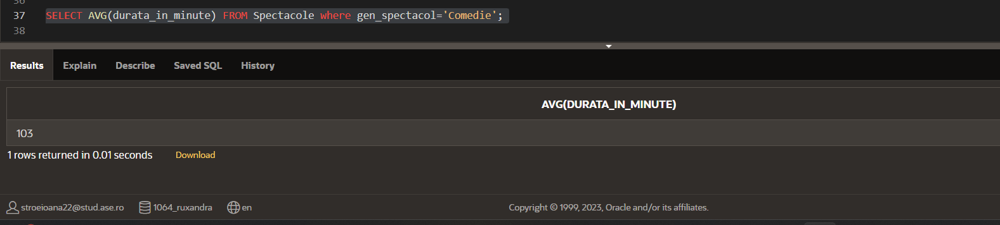 36
37 SELECT AVG(durata_in_minute) FROM Spectacole where gen_spectacol='Comedie';
38
Results Explain Describe Saved SQL History
AVG(DURATA_IN_MINUTE)
103
1 rows returned in 0.01 seconds Download
stroeioana22@stud.ase.ro 1064_ruxandra en Copyright © 1999, 2023, Oracle and/or its affiliates.